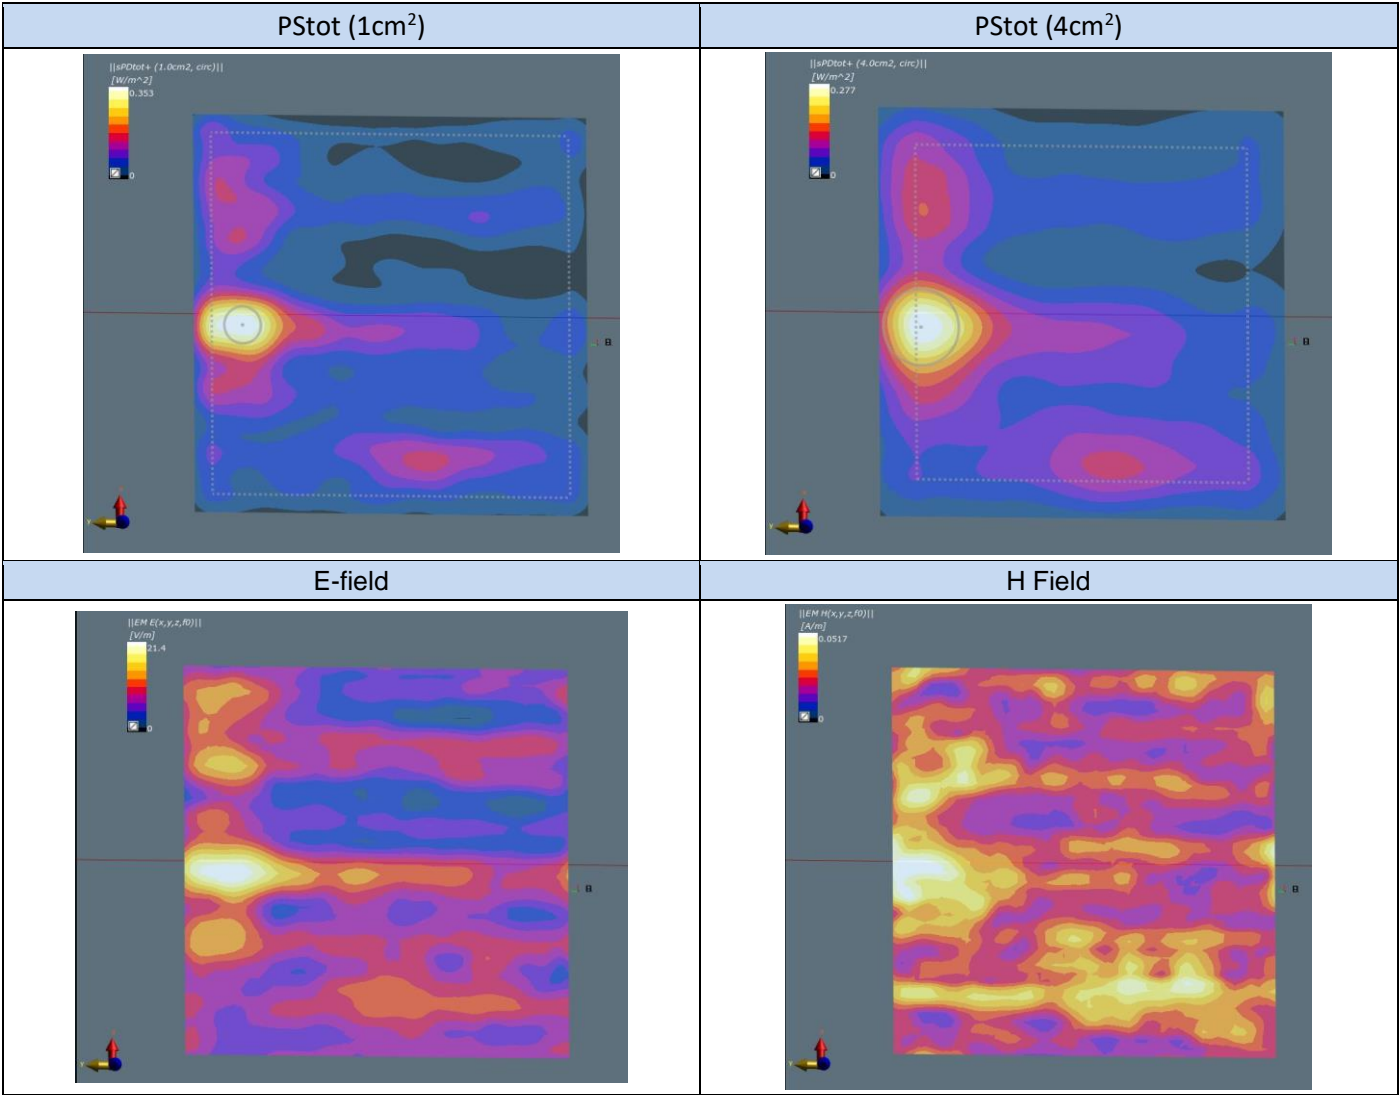 PStot (1cm²)
PStot (4cm²)
||sPDtot+ (1.0cm2, circ)||
[W/m^2]
0.353
0
||sPDtot+ (4.0cm2, circ)||
[W/m^2]
0.277
0
E-field
H Field
||EM E(x,y,z,f0)||
[V/m]
21.4
0
||EM H(x,y,z,f0)||
[A/m]
0.0517
0